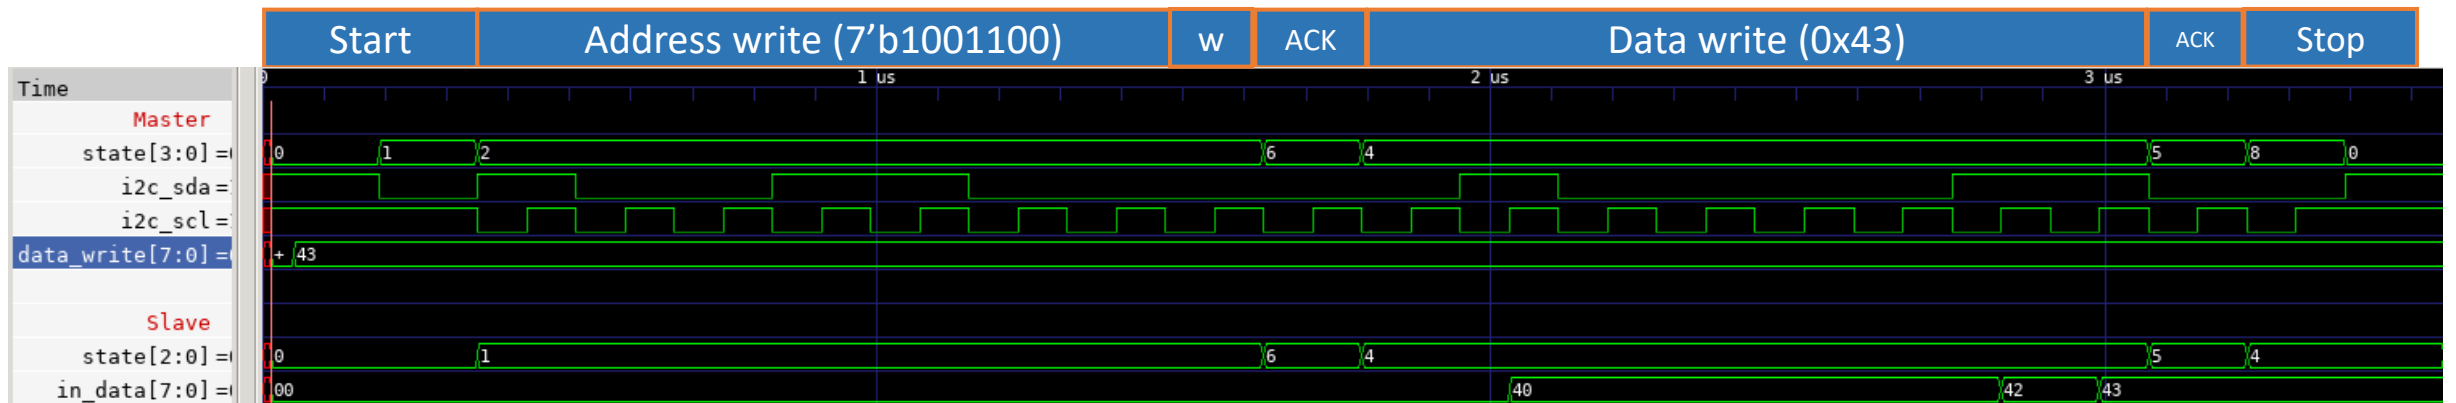 Start Address write (7’b1001100) w ACK Data write (0x43) ACK Stop
0 1 us 2 us 3 us
Time
Master
state[3:0] = 0 1 2 6 4 5 8 0
i2c_sda =
i2c_scl =
data_write[7:0] = + 43
Slave
state[2:0] = 0 1 6 4 5 4
in_data[7:0] = 00 40 42 43